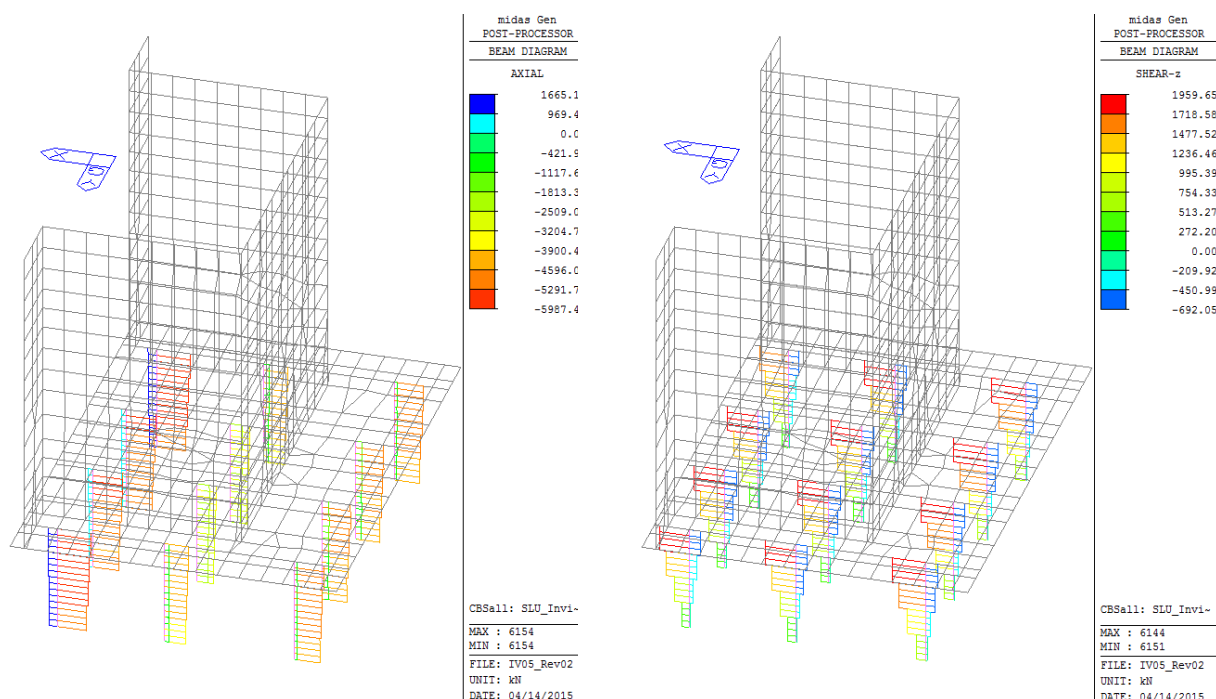 midas Gen
POST-PROCESSOR
BEAM DIAGRAM
AXIAL
1665.1
969.4
0.0
-421.9
-1117.6
-1813.3
-2509.0
-3204.7
-3900.4
-4596.0
-5291.7
-5987.4
CBSall: SLU_Invi~
MAX : 6154
MIN : 6154
FILE: IV05_Rev02
UNIT: kN
DATE: 04/14/2015
X
Y
midas Gen
POST-PROCESSOR
BEAM DIAGRAM
SHEAR-z
1959.65
1718.58
1477.52
1236.46
995.39
754.33
513.27
272.20
0.00
-209.92
-450.99
-692.05
CBSall: SLU_Invi~
MAX : 6144
MIN : 6151
FILE: IV05_Rev02
UNIT: kN
DATE: 04/14/2015
X
Y